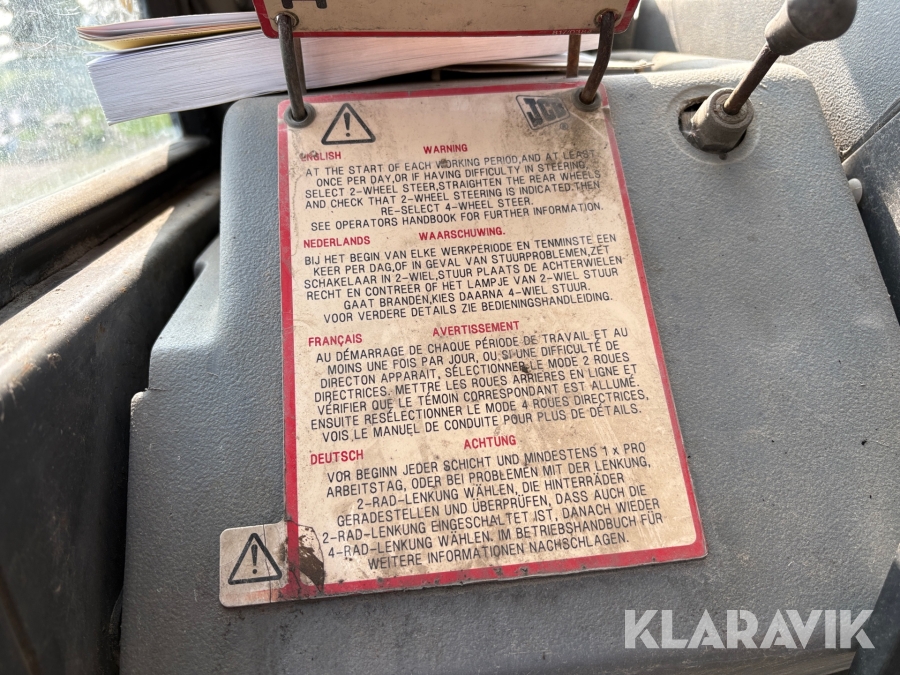 JCB
ENGLISH WARNING
AT THE START OF EACH WORKING PERIOD,AND AT LEAST
ONCE PER DAY,OR IF HAVING DIFFICULTY IN STEERING.
SELECT 2-WHEEL STEER,STRAIGHTEN THE REAR WHEELS
AND CHECK THAT 2-WHEEL STEERING IS INDICATED.THEN
RE-SELECT 4-WHEEL STEER.
SEE OPERATORS HANDBOOK FOR FURTHER INFORMATION.
NEDERLANDS WAARSCHUWING.
BIJ HET BEGIN VAN ELKE WERKPERIODE EN TENMINSTE EEN
KEER PER DAG,OF IN GEVAL VAN STUURPROBLEMEN,ZET
SCHAKELAAR IN 2-WIEL,STUUR PLAATS DE ACHTERWIELEN
RECHT EN CONTREER OF HET LAMPJE VAN 2-WIEL STUUR
GAAT BRANDEN,KIES DAARNA 4-WIEL STUUR.
VOOR VERDERE DETAILS ZIE BEDIENINGSHANDLEIDING.
FRANÇAIS AVERTISSEMENT
AU DÉMARRAGE DE CHAQUE PÉRIODE DE TRAVAIL ET AU
MOINS UNE FOIS PAR JOUR, OU SI UNE DIFFICULTÉ DE
DIRECTON APPARAIT, SÉLECTIONNER LE MODE 2 ROUES
DIRECTRICES. METTRE LES ROUES ARRIERES EN LIGNE ET
VÉRIFIER QUE LE TÉMOIN CORRESPONDANT EST ALLUMÉ.
ENSUITE RESÉLECTIONNER LE MODE 4 ROUES DIRECTRICES,
VOIS LE MANUEL DE CONDUITE POUR PLUS DE DÉTAILS.
DEUTSCH ACHTUNG
VOR BEGINN JEDER SCHICHT UND MINDESTENS 1 x PRO
ARBEITSTAG, ODER BEI PROBLEMEN MIT DER LENKUNG,
2-RAD-LENKUNG WÄHLEN, DIE HINTERRÄDER
GERADESTELLEN UND ÜBERPRÜFEN, DASS AUCH DIE
2-RAD-LENKUNG EINGESCHALTET IST, DANACH WIEDER
4-RAD-LENKUNG WÄHLEN. IM BETRIEBSHANDBUCH FÜR
WEITERE INFORMATIONEN NACHSCHLAGEN.
KLARAVIK